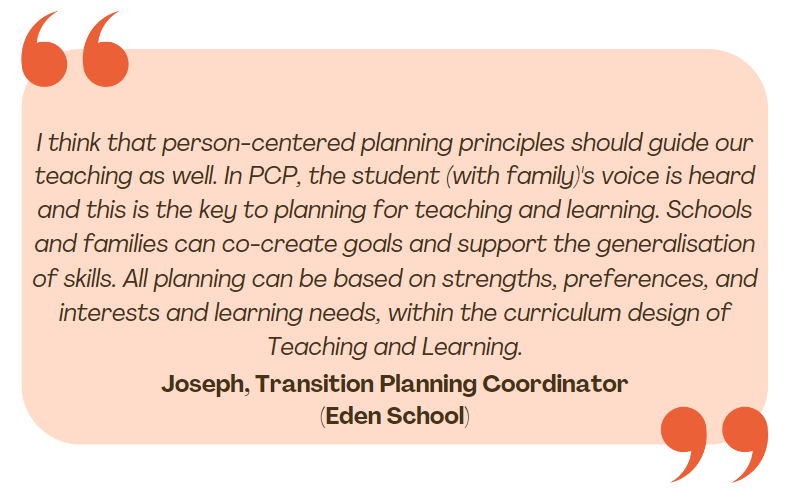 I think that person-centered planning principles should guide our
teaching as well. In PCP, the student (with family)'s voice is heard
and this is the key to planning for teaching and learning. Schools
and families can co-create goals and support the generalisation
of skills. All planning can be based on strengths, preferences, and
interests and learning needs, within the curriculum design of
Teaching and Learning.
Joseph, Transition Planning Coordinator
(Eden School)